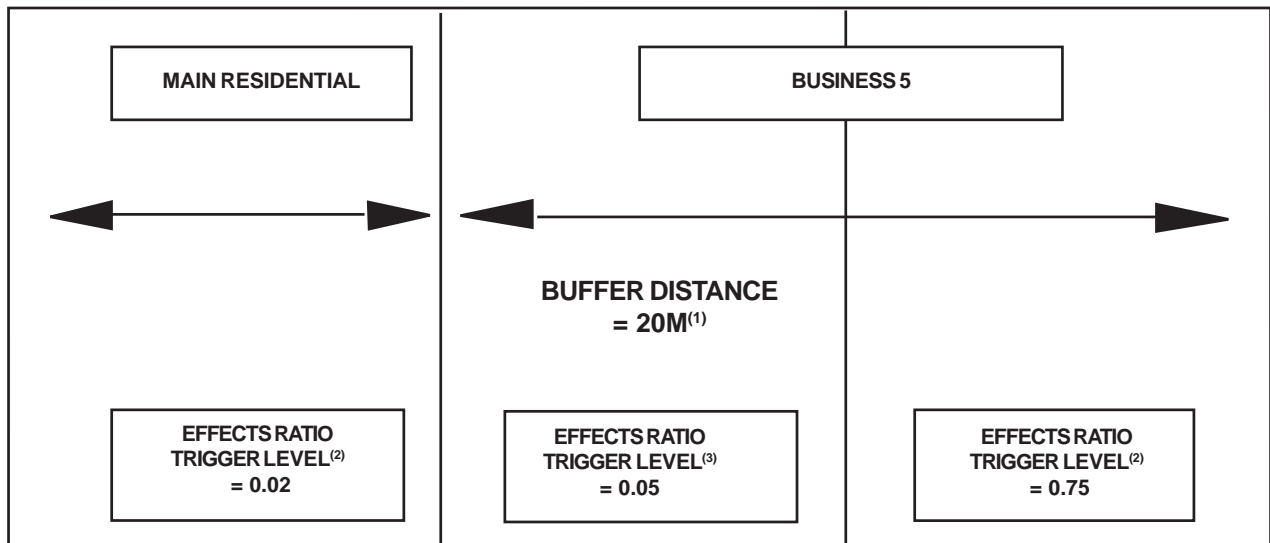 MAIN RESIDENTIAL
BUSINESS 5
BUFFER DISTANCE
= 20M(1)
EFFECTS RATIO
TRIGGER LEVEL(2)
= 0.02
EFFECTS RATIO
TRIGGER LEVEL(3)
= 0.05
EFFECTS RATIO
TRIGGER LEVEL(2)
= 0.75